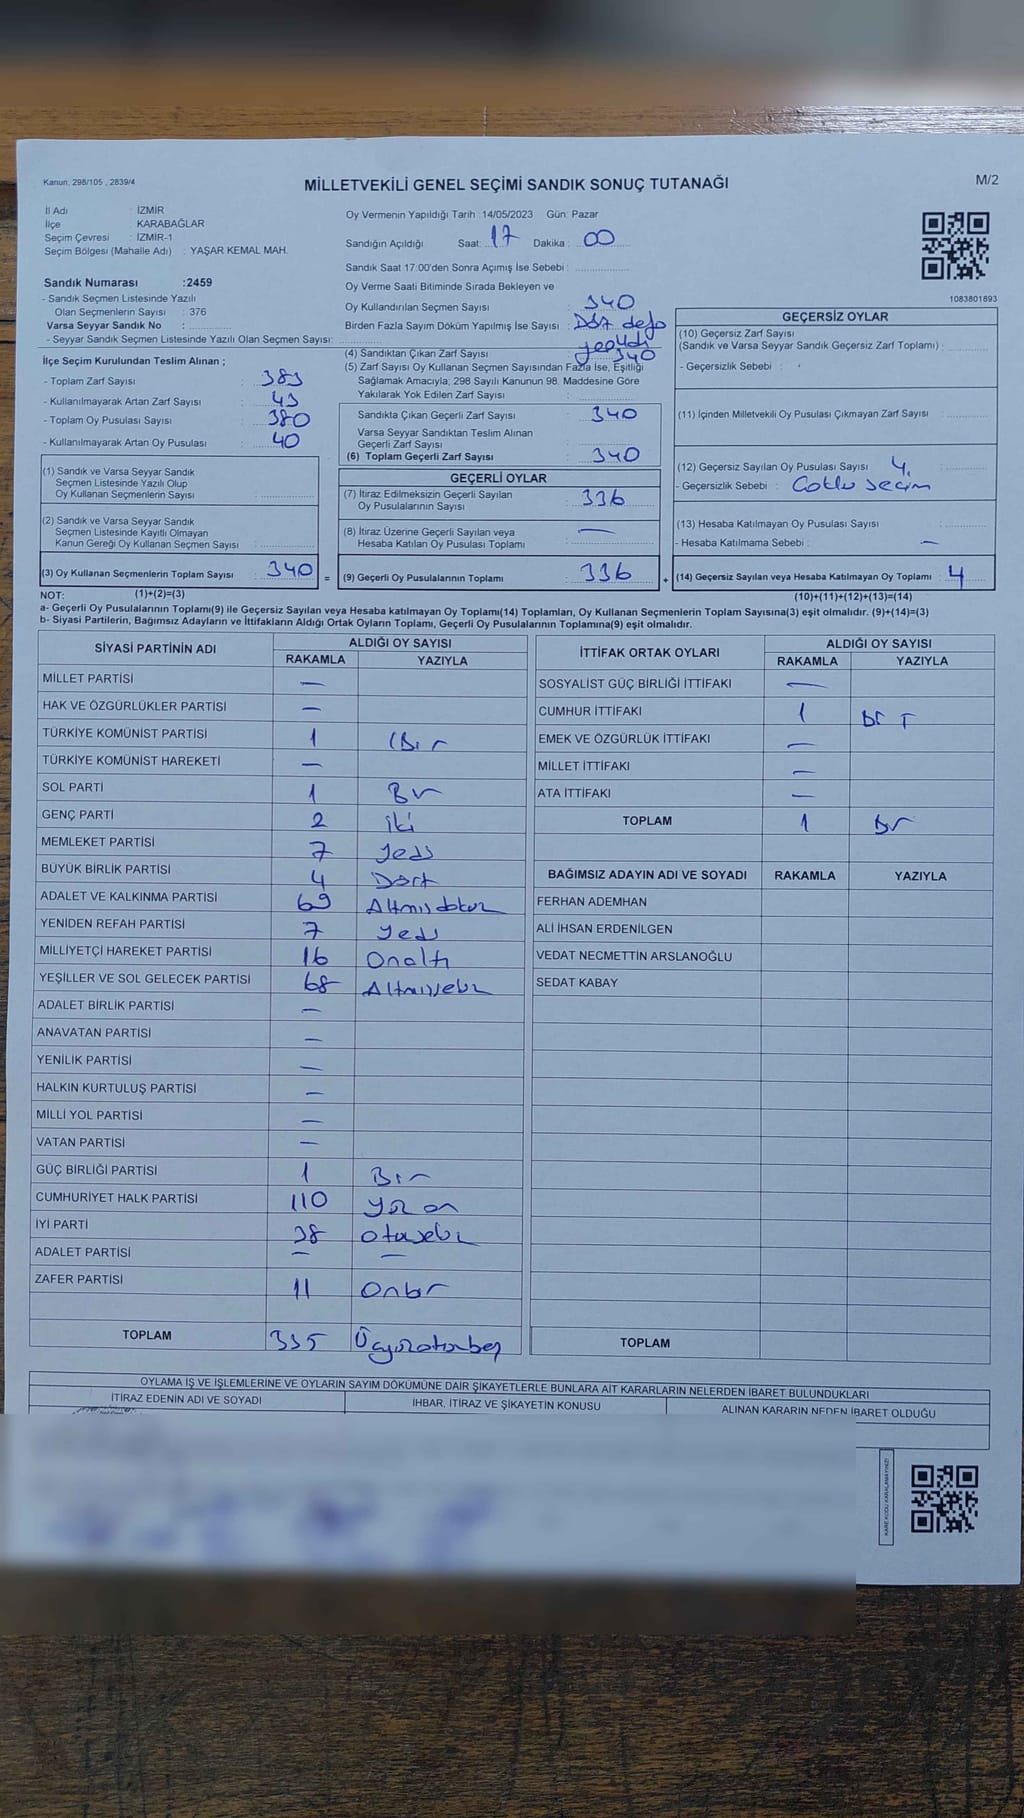 Kanun, 298/105 , 2839/4
MİLLETVEKİLİ GENEL SEÇİMİ SANDIK SONUÇ TUTANAĞI
M/2
İl Adı : İZMİR
İlçe : KARABAĞLAR
Seçim Çevresi : İZMİR-1
Seçim Bölgesi (Mahalle Adı) : YAŞAR KEMAL MAH.
Sandık Numarası :2459
- Sandık Seçmen Listesinde Yazılı
Olan Seçmenlerin Sayısı : 376
Varsa Seyyar Sandık No :
- Seyyar Sandık Seçmen Listesinde Yazılı Olan Seçmen Sayısı:
İlçe Seçim Kurulundan Teslim Alınan ;
- Toplam Zarf Sayısı : 383
- Kullanılmayarak Artan Zarf Sayısı : 43
- Toplam Oy Pusulası Sayısı : 380
- Kullanılmayarak Artan Oy Pusulası : 40
(1) Sandık ve Varsa Seyyar Sandık
Seçmen Listesinde Yazılı Olup
Oy Kullanan Seçmenlerin Sayısı :
(2) Sandık ve Varsa Seyyar Sandık
Seçmen Listesinde Kayıtlı Olmayan
Kanun Gereği Oy Kullanan Seçmen Sayısı :
(3) Oy Kullanan Seçmenlerin Toplam Sayısı : 340
Oy Vermenin Yapıldığı Tarih : 14/05/2023 Gün: Pazar
Sandığın Açıldığı Saat: 17 Dakika : 00
Sandık Saat 17:00'den Sonra Açımış İse Sebebi :
Oy Verme Saati Bitiminde Sırada Bekleyen ve
Oy Kullandırılan Seçmen Sayısı : 340
Birden Fazla Sayım Döküm Yapılmış İse Sayısı : defa
(4) Sandıktan Çıkan Zarf Sayısı : 340
(5) Zarf Sayısı Oy Kullanan Seçmen Sayısından Fazla İse, Eşitliği
Sağlamak Amacıyla; 298 Sayılı Kanunun 98. Maddesine Göre
Yakılarak Yok Edilen Zarf Sayısı :
Sandıkta Çıkan Geçerli Zarf Sayısı : 340
Varsa Seyyar Sandıktan Teslim Alınan
Geçerli Zarf Sayısı :
(6) Toplam Geçerli Zarf Sayısı : 340
GEÇERLİ OYLAR
(7) İtiraz Edilmeksizin Geçerli Sayılan
Oy Pusulalarının Sayısı : 336
(8) İtiraz Üzerine Geçerli Sayılan veya
Hesaba Katılan Oy Pusulası Toplamı : —
= (9) Geçerli Oy Pusulalarının Toplamı : 336
1083801893
GEÇERSİZ OYLAR
(10) Geçersiz Zarf Sayısı
(Sandık ve Varsa Seyyar Sandık Geçersiz Zarf Toplamı) :
- Geçersizlik Sebebi :
(11) İçinden Milletvekili Oy Pusulası Çıkmayan Zarf Sayısı :
(12) Geçersiz Sayılan Oy Pusulası Sayısı 4
- Geçersizlik Sebebi : Çoklu seçim
(13) Hesaba Katılmayan Oy Pusulası Sayısı :
- Hesaba Katılmama Sebebi : —
+ (14) Geçersiz Sayılan veya Hesaba Katılmayan Oy Toplamı : 4
NOT: (1)+(2)=(3) (10)+(11)+(12)+(13)=(14)
a- Geçerli Oy Pusulalarının Toplamı(9) ile Geçersiz Sayılan veya Hesaba katılmayan Oy Toplamı(14) Toplamları, Oy Kullanan Seçmenlerin Toplam Sayısına(3) eşit olmalıdır. (9)+(14)=(3)
b- Siyasi Partilerin, Bağımsız Adayların ve İttifakların Aldığı Ortak Oyların Toplamı, Geçerli Oy Pusulalarının Toplamına(9) eşit olmalıdır.
SİYASİ PARTİNİN ADI ALDIĞI OY SAYISI
RAKAMLA YAZIYLA
MİLLET PARTİSİ —
HAK VE ÖZGÜRLÜKLER PARTİSİ —
TÜRKİYE KOMÜNİST PARTİSİ 1 Bir
TÜRKİYE KOMÜNİST HAREKETİ —
SOL PARTİ 1 Bir
GENÇ PARTİ 2 iki
MEMLEKET PARTİSİ 7 Yedi
BÜYÜK BİRLİK PARTİSİ 4 Dört
ADALET VE KALKINMA PARTİSİ 69 Altmışdokuz
YENİDEN REFAH PARTİSİ 7 Yedi
MİLLİYETÇİ HAREKET PARTİSİ 16 Onaltı
YEŞİLLER VE SOL GELECEK PARTİSİ 68 Altmışsekiz
ADALET BİRLİK PARTİSİ —
ANAVATAN PARTİSİ —
YENİLİK PARTİSİ —
HALKIN KURTULUŞ PARTİSİ —
MİLLİ YOL PARTİSİ —
VATAN PARTİSİ —
GÜÇ BİRLİĞİ PARTİSİ 1 Bir
CUMHURİYET HALK PARTİSİ 110 Yüz on
İYİ PARTİ 38 Otuzsekiz
ADALET PARTİSİ — —
ZAFER PARTİSİ 11 Onbir
TOPLAM 335 Üçyüzotuzbeş
İTTİFAK ORTAK OYLARI ALDIĞI OY SAYISI
RAKAMLA YAZIYLA
SOSYALİST GÜÇ BİRLİĞİ İTTİFAKI —
CUMHUR İTTİFAKI 1 Bir
EMEK VE ÖZGÜRLÜK İTTİFAKI —
MİLLET İTTİFAKI —
ATA İTTİFAKI —
TOPLAM 1 Bir
BAĞIMSIZ ADAYIN ADI VE SOYADI RAKAMLA YAZIYLA
FERHAN ADEMHAN
ALİ İHSAN ERDENİLGEN
VEDAT NECMETTİN ARSLANOĞLU
SEDAT KABAY
TOPLAM
OYLAMA İŞ VE İŞLEMLERİNE VE OYLARIN SAYIM DÖKÜMÜNE DAİR ŞİKAYETLERLE BUNLARA AİT KARARLARIN NELERDEN İBARET BULUNDUKLARI
İTİRAZ EDENİN ADI VE SOYADI İHBAR, İTİRAZ VE ŞİKAYETİN KONUSU ALINAN KARARIN NEDEN İBARET OLDUĞU
KARE KODU KARALAMAYINIZ!